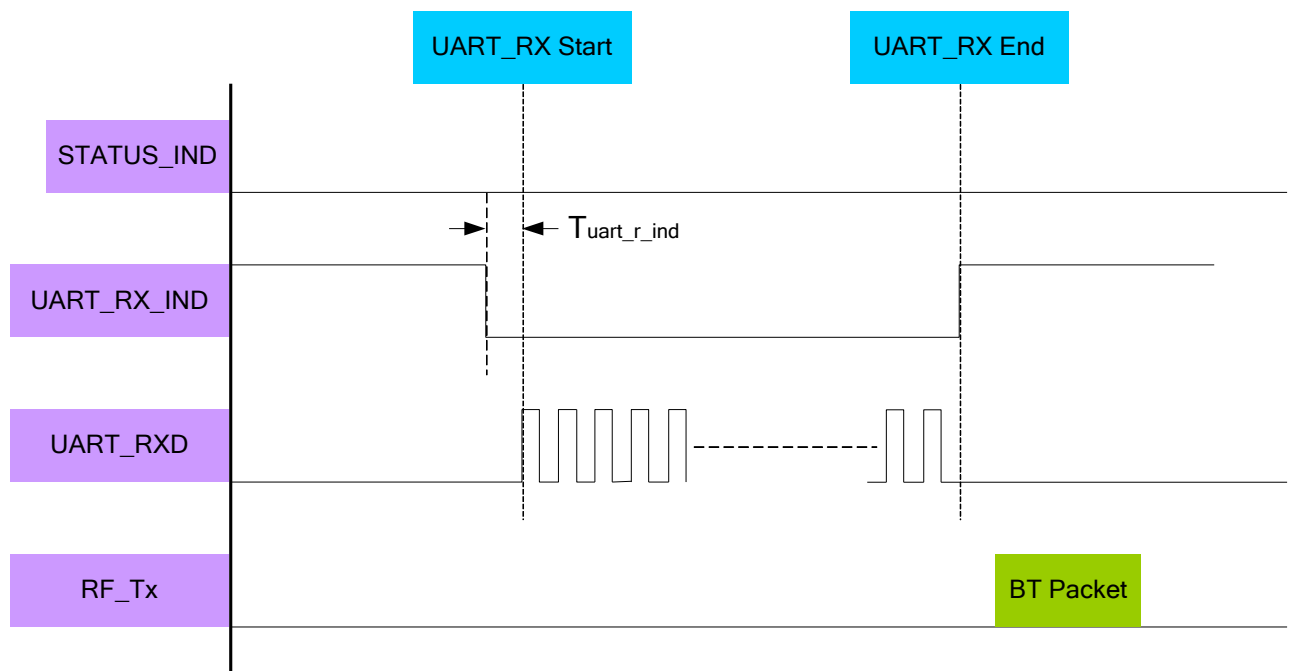 UART_RX Start
UART_RX End
STATUS_IND
Tuart_r_ind
UART_RX_IND
UART_RXD
RF_Tx
BT Packet